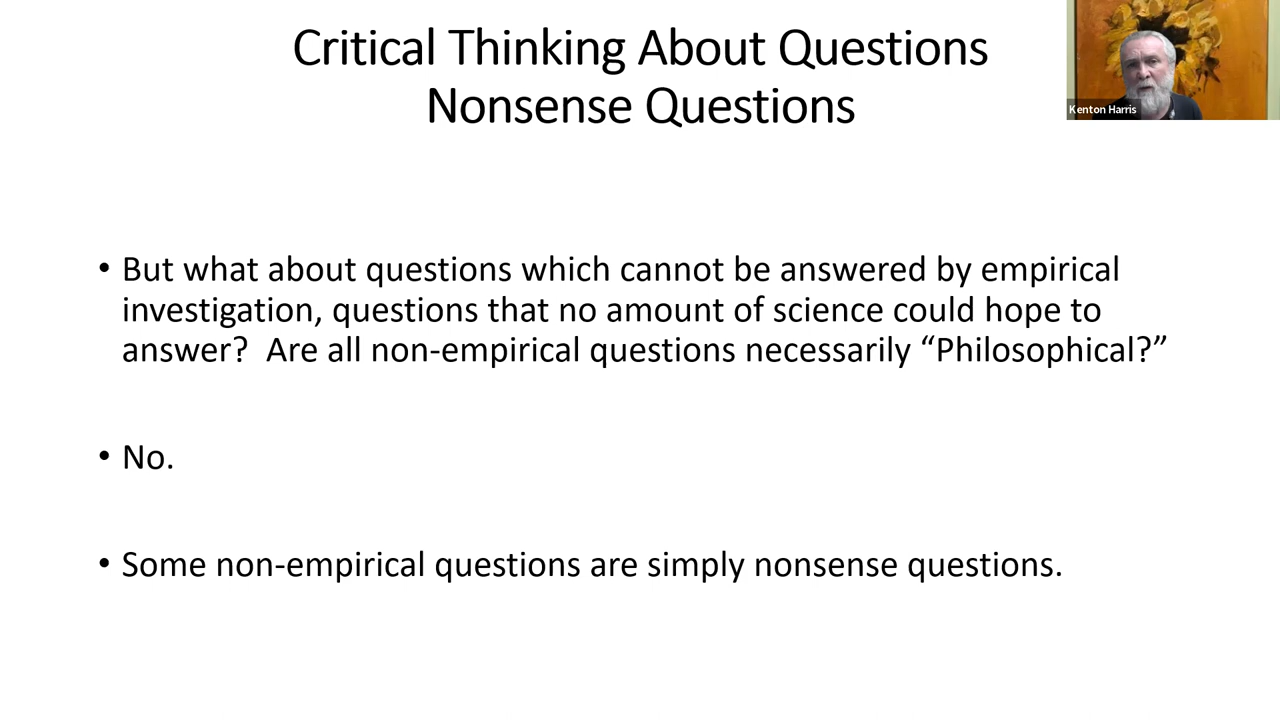 Critical Thinking About Questions
Nonsense Questions
Kenton Harris
• But what about questions which cannot be answered by empirical
investigation, questions that no amount of science could hope to
answer?  Are all non-empirical questions necessarily “Philosophical?”
• No.
• Some non-empirical questions are simply nonsense questions.